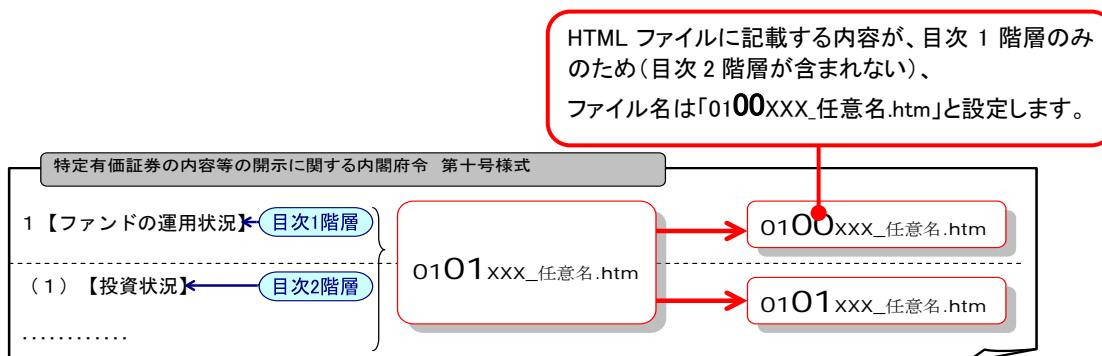 HTML ファイルに記載する内容が、目次 1 階層のみ
のため（目次 2 階層が含まれない）、
ファイル名は「0100XXX_任意名.htm」と設定します。
特定有価証券の内容等の開示に関する内閣府令 第十号様式
1【ファンドの運用状況】
目次1階層
（1）【投資状況】
目次2階層
............
0101XXX_任意名.htm
0100XXX_任意名.htm
0101XXX_任意名.htm